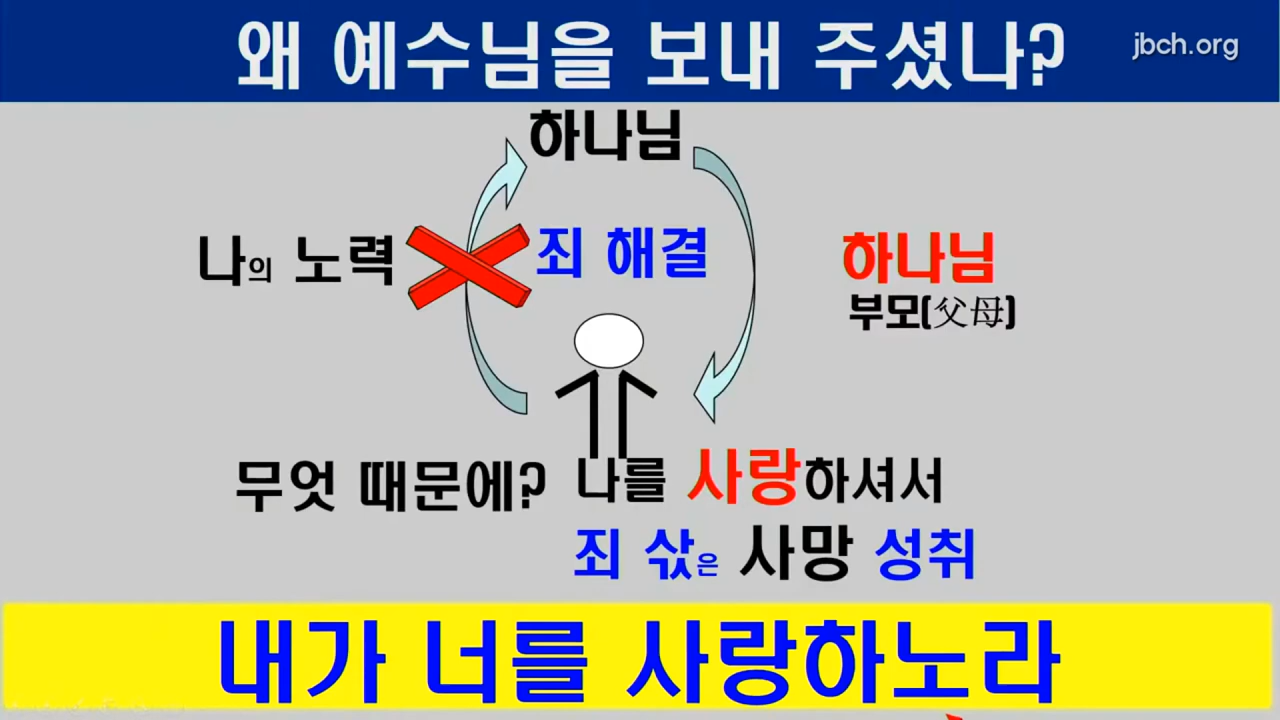 왜 예수님을 보내 주셨나?
jbch.org
하나님
나의 노력
죄 해결
하나님
부모(父母)
무엇 때문에?
나를 사랑하셔서
죄 삯은 사망 성취
내가 너를 사랑하노라